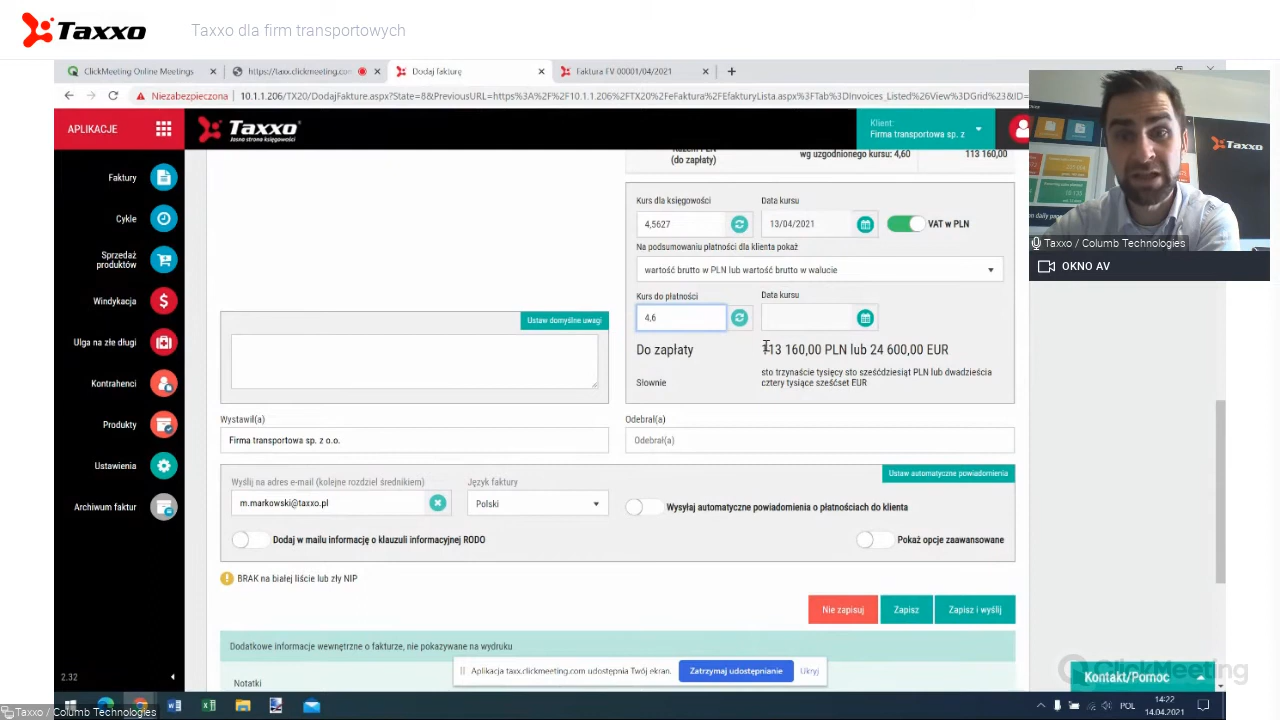 Taxxo
Taxxo dla firm transportowych
ClickMeeting Online Meetings
https://taxx.clickmeeting.com
Dodaj fakturę
Faktura FV 00001/04/2021
Niezabezpieczona
10.1.1.206/TX20/DodajFakture.aspx?State=8&PreviousURL=https%3A%2F%2F10.1.1.206%2FTX20%2FeFaktura%2FEfakturyLista.aspx%3FTab%3DInvoices_Listed%26View%3DGrid%23&ID=
APLIKACJE
Taxxo
Jasna strona księgowości
Klient:
Firma transportowa sp. z
Faktury
Cykle
Sprzedaż
produktów
Windykacja
Ulga na złe długi
Kontrahenci
Produkty
Ustawienia
Archiwum faktur
2.32
Razem PLN
(do zapłaty)
wg uzgodnionego kursu: 4,60
113 160,00
Kurs dla księgowości
Data kursu
4,5627
13/04/2021
VAT w PLN
Na podsumowaniu płatności dla klienta pokaż
wartość brutto w PLN lub wartość brutto w walucie
Kurs do płatności
Data kursu
4,6
Do zapłaty
113 160,00 PLN lub 24 600,00 EUR
Słownie
sto trzynaście tysięcy sto sześćdziesiąt PLN lub dwadzieścia
cztery tysiące sześćset EUR
Ustaw domyślne uwagi
Wystawił(a)
Firma transportowa sp. z o.o.
Odebrał(a)
Odebrał(a)
Ustaw automatyczne powiadomienia
Wyślij na adres e-mail (kolejne rozdziel średnikiem)
m.markowski@taxxo.pl
Język faktury
Polski
Wysyłaj automatyczne powiadomienia o płatnościach do klienta
Dodaj w mailu informację o klauzuli informacyjnej RODO
Pokaż opcje zaawansowane
BRAK na białej liście lub zły NIP
Nie zapisuj
Zapisz
Zapisz i wyślij
Dodatkowe informacje wewnętrzne o fakturze, nie pokazywane na wydruku
Notatki
Aplikacja taxx.clickmeeting.com udostępnia Twój ekran.
Zatrzymaj udostępnianie
Ukryj
Kontakt/Pomoc
ClickMeeting
Taxxo
Taxxo / Columb Technologies
OKNO AV
Taxxo / Columb Technologies
POL
14:22
14.04.2021